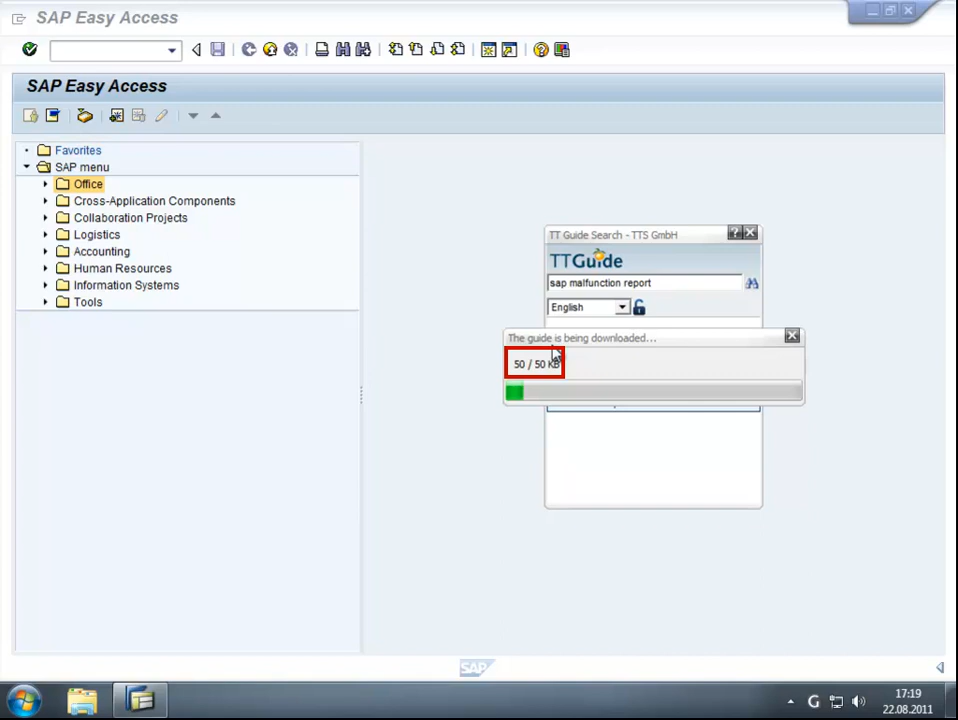 SAP Easy Access
SAP Easy Access
Favorites
SAP menu
Office
Cross-Application Components
Collaboration Projects
Logistics
Accounting
Human Resources
Information Systems
Tools
TT Guide Search - TTS GmbH
TTGuide
sap malfunction report
English
The guide is being downloaded...
50 / 50 KB
SAP
17:19
22.08.2011